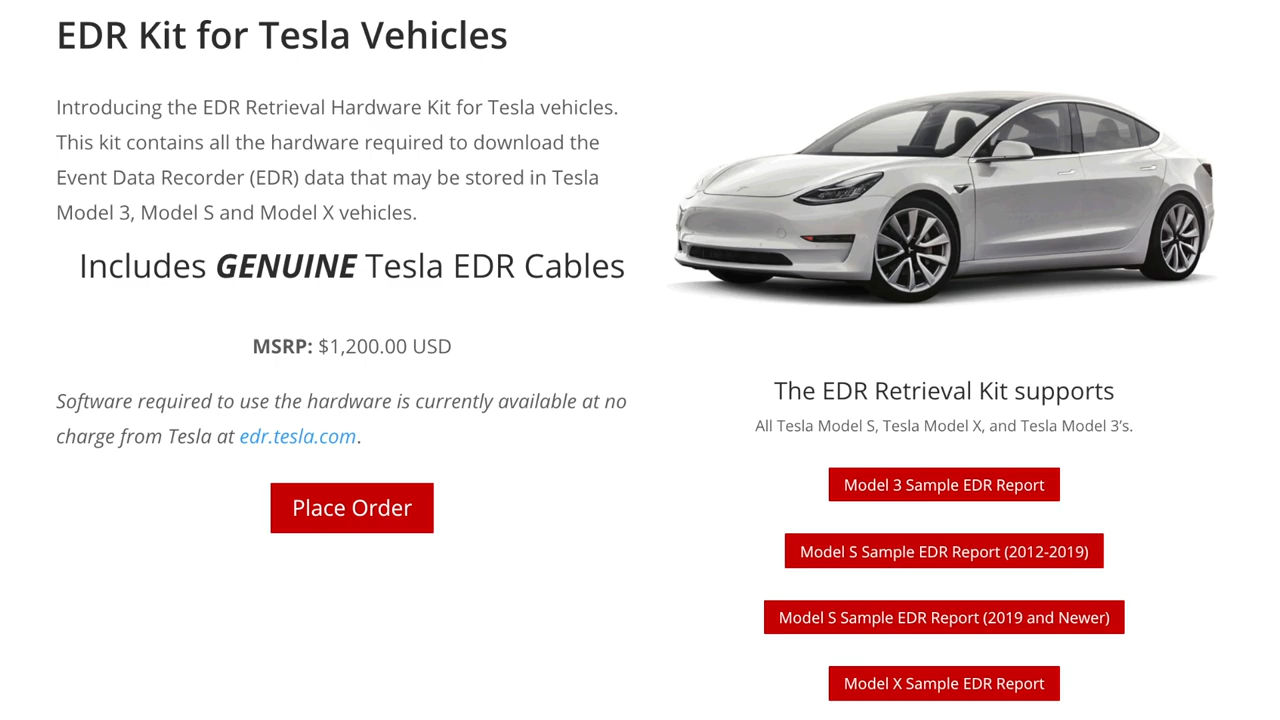 EDR Kit for Tesla Vehicles
Introducing the EDR Retrieval Hardware Kit for Tesla vehicles.
This kit contains all the hardware required to download the
Event Data Recorder (EDR) data that may be stored in Tesla
Model 3, Model S and Model X vehicles.
Includes GENUINE Tesla EDR Cables
MSRP: $1,200.00 USD
Software required to use the hardware is currently available at no
charge from Tesla at edr.tesla.com.
Place Order
The EDR Retrieval Kit supports
All Tesla Model S, Tesla Model X, and Tesla Model 3’s.
Model 3 Sample EDR Report
Model S Sample EDR Report (2012-2019)
Model S Sample EDR Report (2019 and Newer)
Model X Sample EDR Report